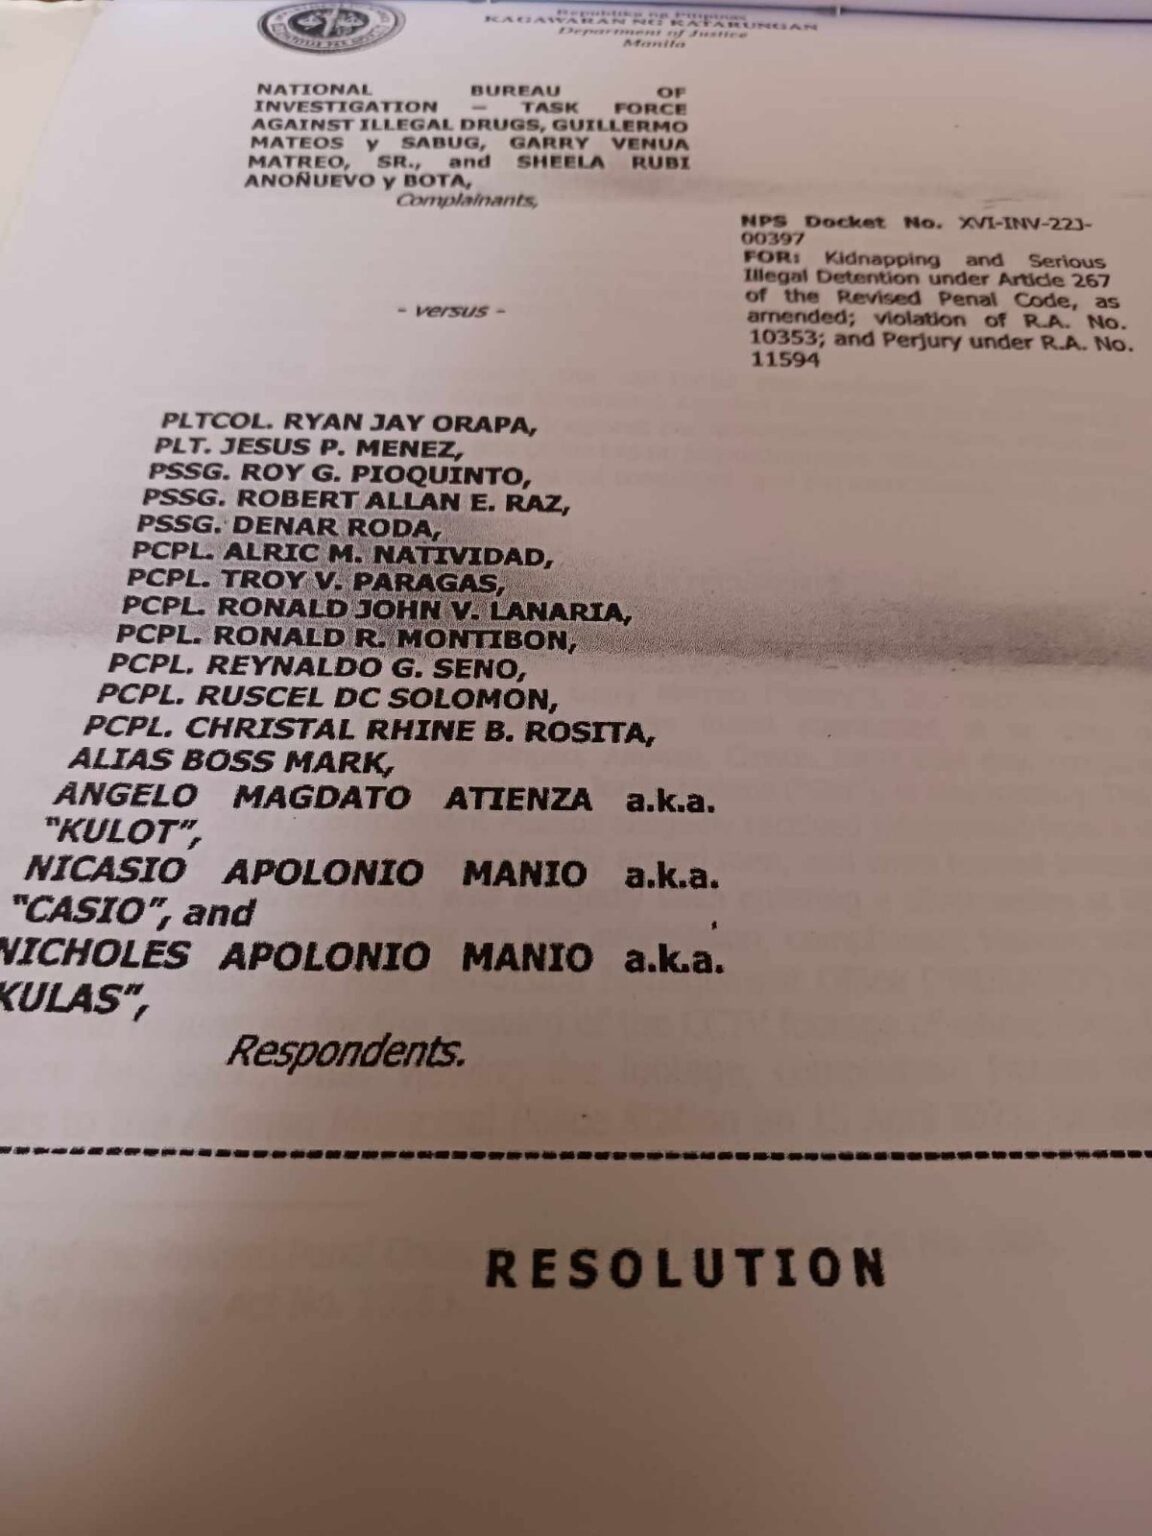 Republika ng Pilipinas
KAGAWARAN NG KATARUNGAN
Department of Justice
Manila
NATIONAL BUREAU OF
INVESTIGATION – TASK FORCE
AGAINST ILLEGAL DRUGS, GUILLERMO
MATEOS y SABUG, GARRY VENUA
MATREO, SR., and SHEELA RUBI
ANOÑUEVO y BOTA,
Complainants,
NPS Docket No. XVI-INV-22J-
00397
FOR: Kidnapping and Serious
Illegal Detention under Article 267
of the Revised Penal Code, as
amended; violation of R.A. No.
10353; and Perjury under R.A. No.
11594
- versus -
PLTCOL. RYAN JAY ORAPA,
PLT. JESUS P. MENEZ,
PSSG. ROY G. PIOQUINTO,
PSSG. ROBERT ALLAN E. RAZ,
PSSG. DENAR RODA,
PCPL. ALRIC M. NATIVIDAD,
PCPL. TROY V. PARAGAS,
PCPL. RONALD JOHN V. LANARIA,
PCPL. RONALD R. MONTIBON,
PCPL. REYNALDO G. SENO,
PCPL. RUSCEL DC SOLOMON,
PCPL. CHRISTAL RHINE B. ROSITA,
ALIAS BOSS MARK,
ANGELO MAGDATO ATIENZA a.k.a.
"KULOT",
NICASIO APOLONIO MANIO a.k.a.
"CASIO", and
NICHOLES APOLONIO MANIO a.k.a.
KULAS",
Respondents.
RESOLUTION